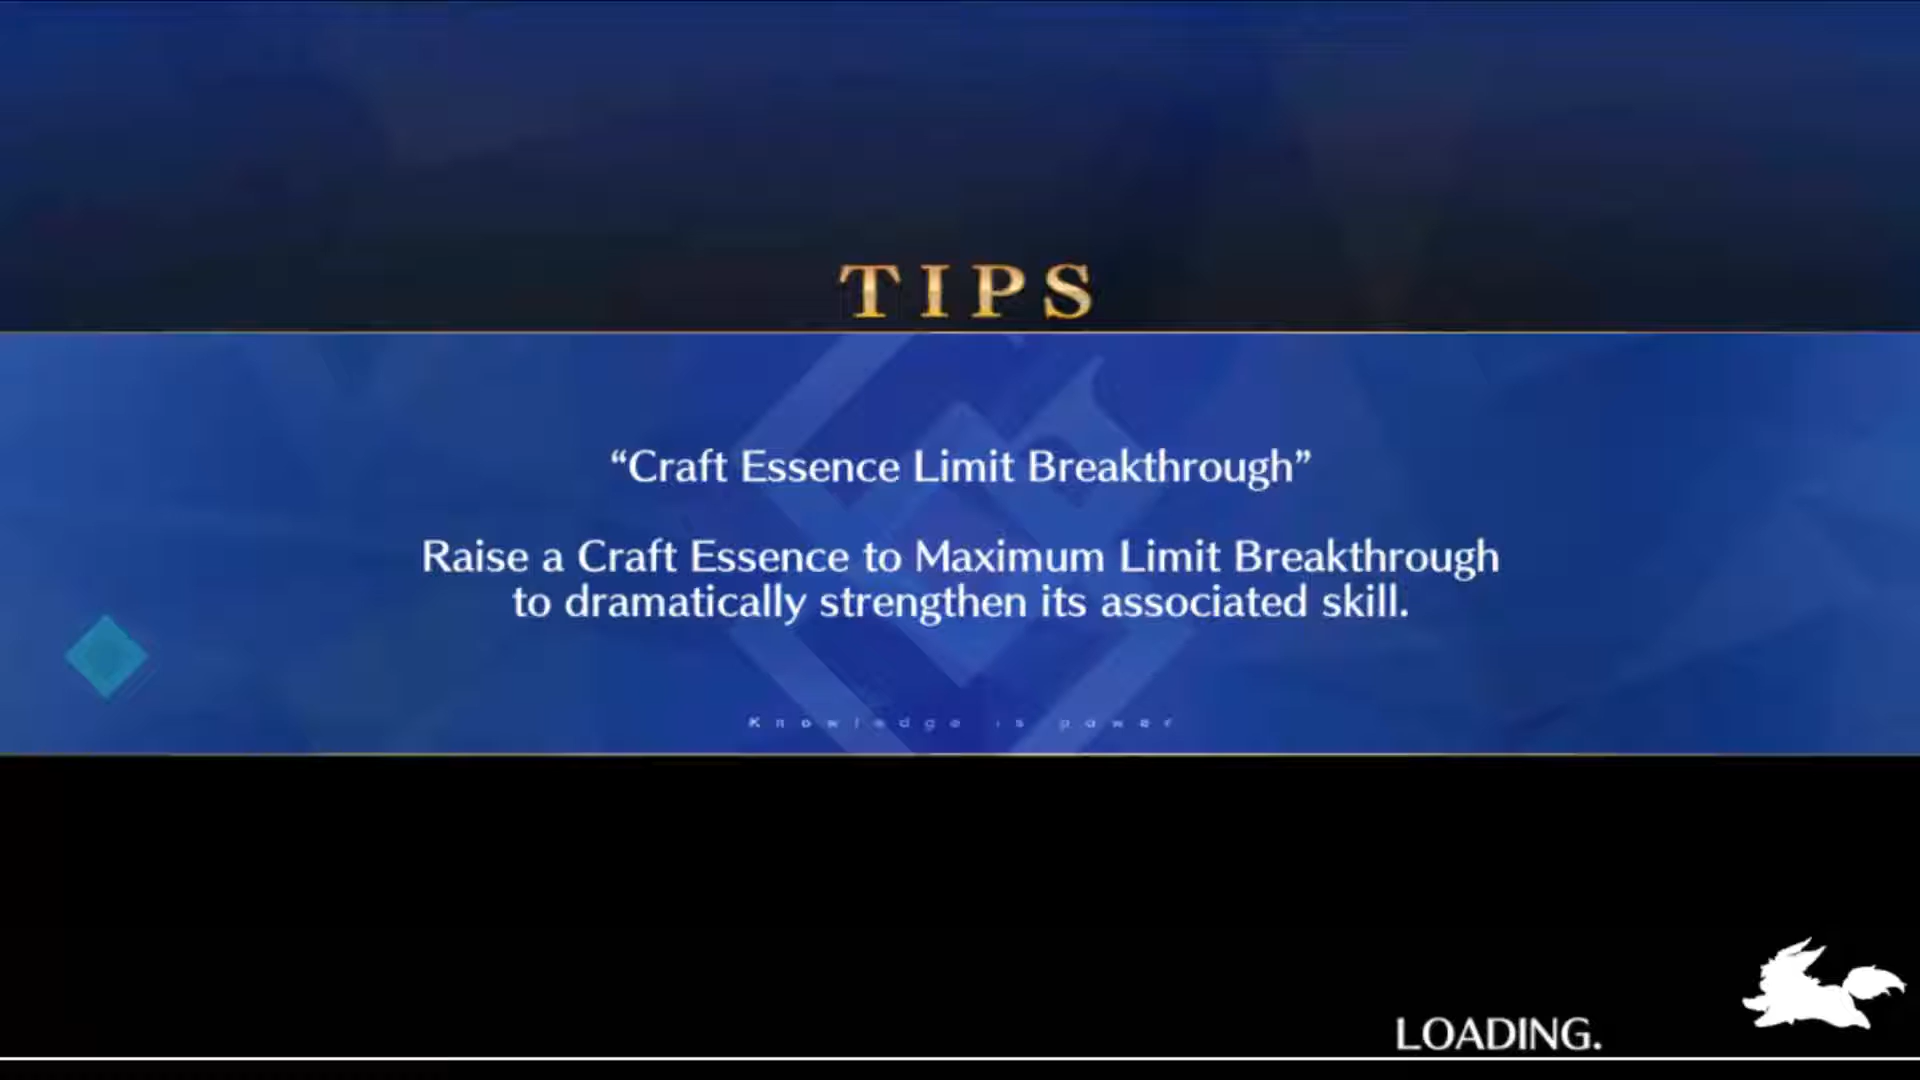 TIPS
“Craft Essence Limit Breakthrough”
Raise a Craft Essence to Maximum Limit Breakthrough
to dramatically strengthen its associated skill.
Knowledge is power
LOADING.